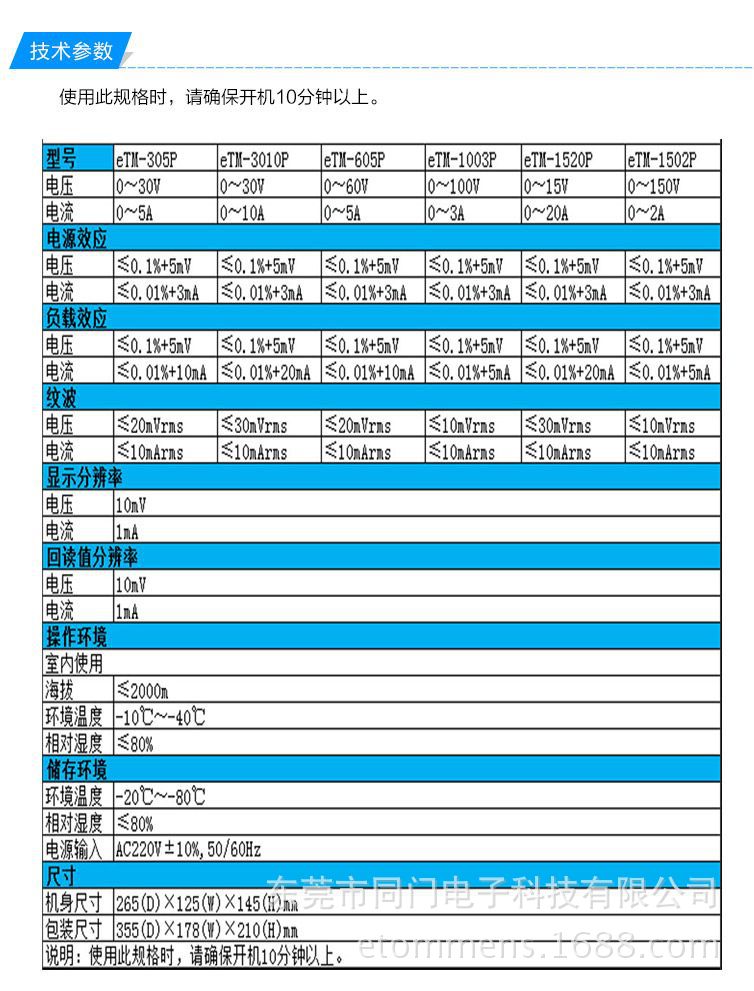 技术参数
使用此规格时，请确保开机10分钟以上。
型号 eTM-305P eTM-3010P eTM-605P eTM-1003P eTM-1520P eTM-1502P
电压 0～30V 0～30V 0～60V 0～100V 0～15V 0～150V
电流 0～5A 0～10A 0～5A 0～3A 0～20A 0～2A
电源效应
电压 ≤0.1%+5mV ≤0.1%+5mV ≤0.1%+5mV ≤0.1%+5mV ≤0.1%+5mV ≤0.1%+5mV
电流 ≤0.01%+3mA ≤0.01%+3mA ≤0.01%+3mA ≤0.01%+3mA ≤0.01%+3mA ≤0.01%+3mA
负载效应
电压 ≤0.1%+5mV ≤0.1%+5mV ≤0.1%+5mV ≤0.1%+5mV ≤0.1%+5mV ≤0.1%+5mV
电流 ≤0.01%+10mA ≤0.01%+20mA ≤0.01%+10mA ≤0.01%+5mA ≤0.01%+20mA ≤0.01%+5mA
纹波
电压 ≤20mVrms ≤30mVrms ≤20mVrms ≤10mVrms ≤30mVrms ≤10mVrms
电流 ≤10mArms ≤10mArms ≤10mArms ≤10mArms ≤10mArms ≤10mArms
显示分辨率
电压 10mV
电流 1mA
回读值分辨率
电压 10mV
电流 1mA
操作环境
室内使用
海拔 ≤2000m
环境温度 -10℃～-40℃
相对湿度 ≤80%
储存环境
环境温度 -20℃～-80℃
相对湿度 ≤80%
电源输入 AC220V±10%,50/60Hz
尺寸
东莞市同门电子科技有限公司
机身尺寸 265(D)×125(W)×145(H)mm
包装尺寸 355(D)×178(W)×210(H)mm
etommens.1688.com
说明：使用此规格时，请确保开机10分钟以上。